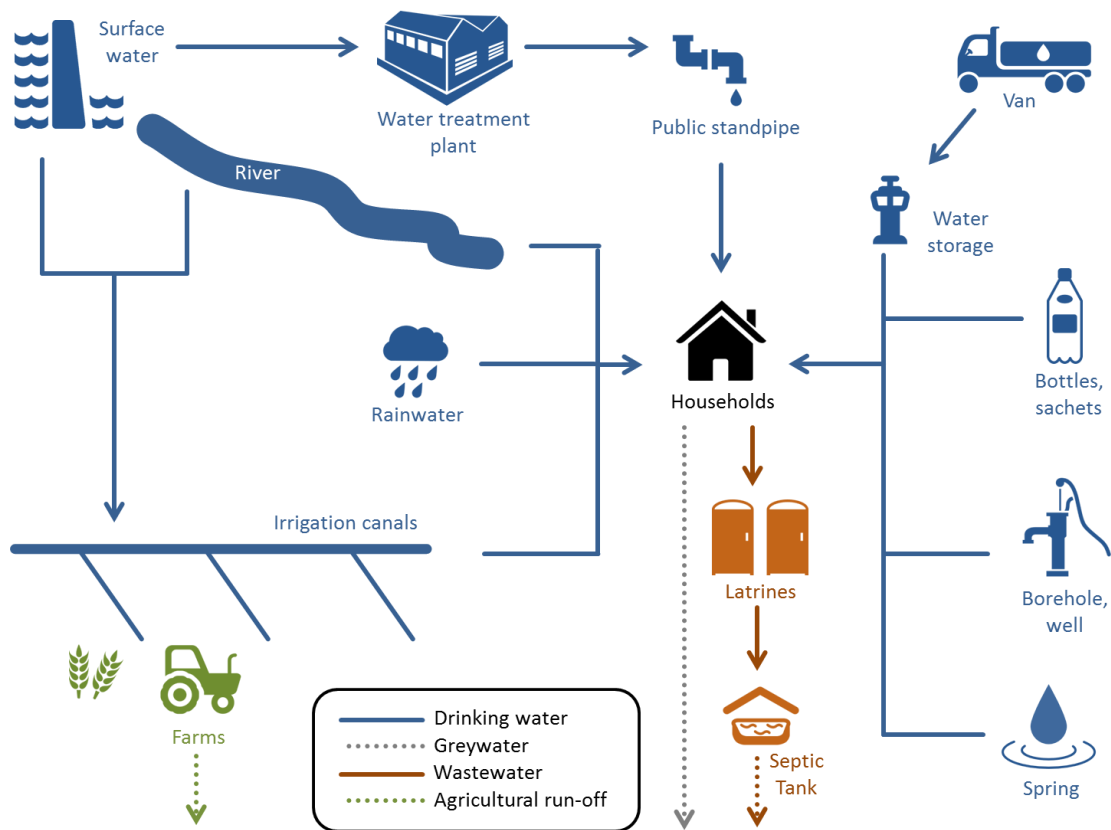 Surface
water
Water treatment
plant
Public standpipe
Van
River
Water
storage
Rainwater
Households
Bottles,
sachets
Irrigation canals
Latrines
Borehole,
well
Farms
Drinking water
Greywater
Wastewater
Agricultural run-off
Septic
Tank
Spring